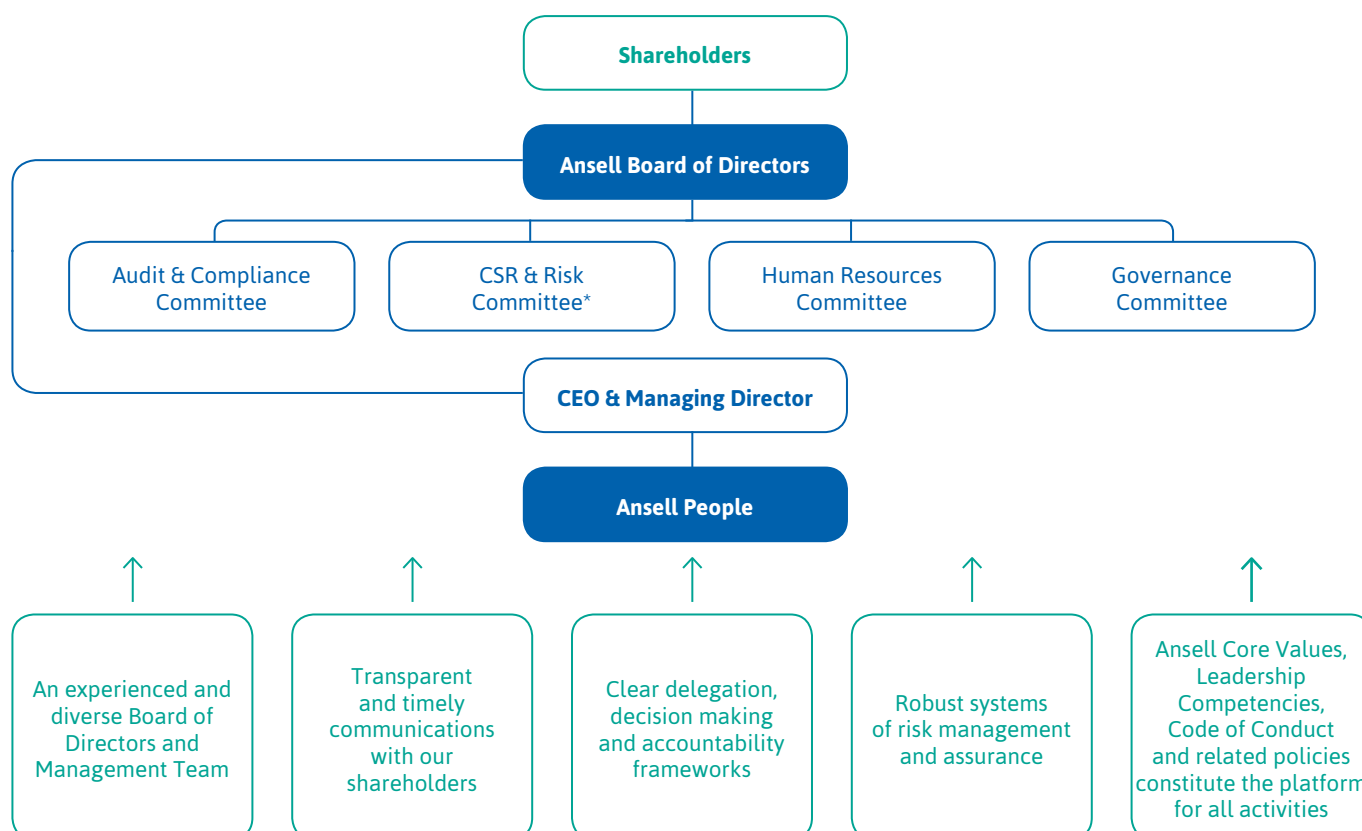 Shareholders
Ansell Board of Directors
Audit & Compliance
Committee
CSR & Risk
Committee*
Human Resources
Committee
Governance
Committee
CEO & Managing Director
Ansell People
An experienced and
diverse Board of
Directors and
Management Team
Transparent
and timely
communications
with our
shareholders
Clear delegation,
decision making
and accountability
frameworks
Robust systems
of risk management
and assurance
Ansell Core Values,
Leadership
Competencies,
Code of Conduct
and related policies
constitute the platform
for all activities